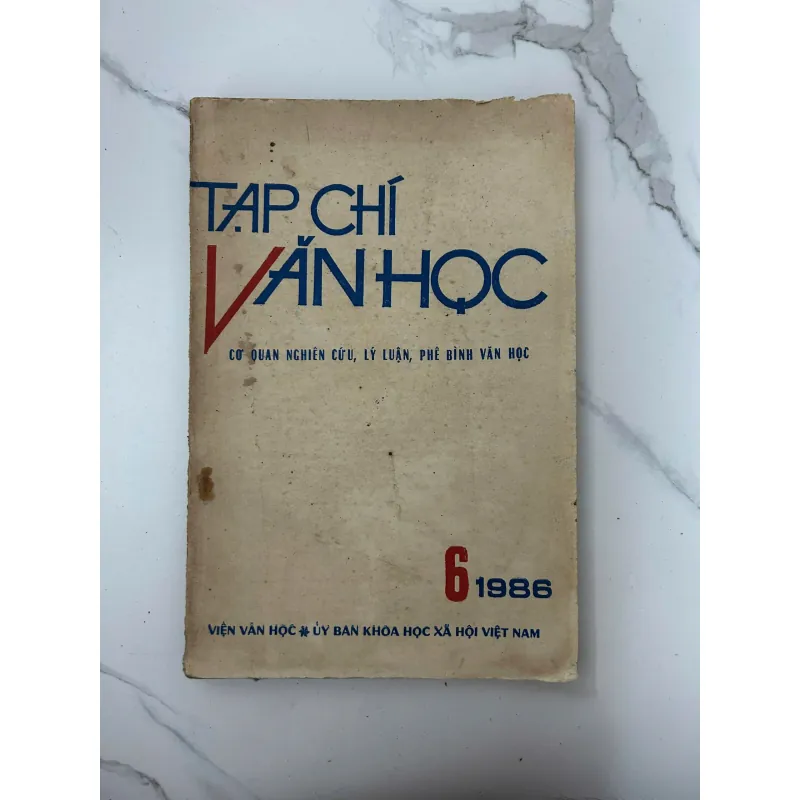 TẠP CHÍ
VĂN HỌC
CƠ QUAN NGHIÊN CỨU, LÝ LUẬN, PHÊ BÌNH VĂN HỌC
6 1986
VIỆN VĂN HỌC * ỦY BAN KHOA HỌC XÃ HỘI VIỆT NAM